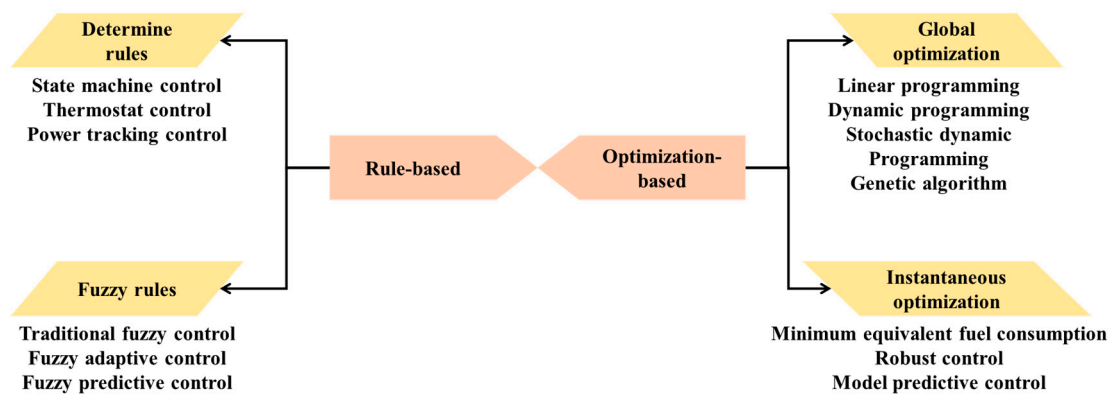 Determine
rules
State machine control
Thermostat control
Power tracking control
Rule-based
Fuzzy rules
Traditional fuzzy control
Fuzzy adaptive control
Fuzzy predictive control
Optimization-
based
Global
optimization
Linear programming
Dynamic programming
Stochastic dynamic
Programming
Genetic algorithm
Instantaneous
optimization
Minimum equivalent fuel consumption
Robust control
Model predictive control